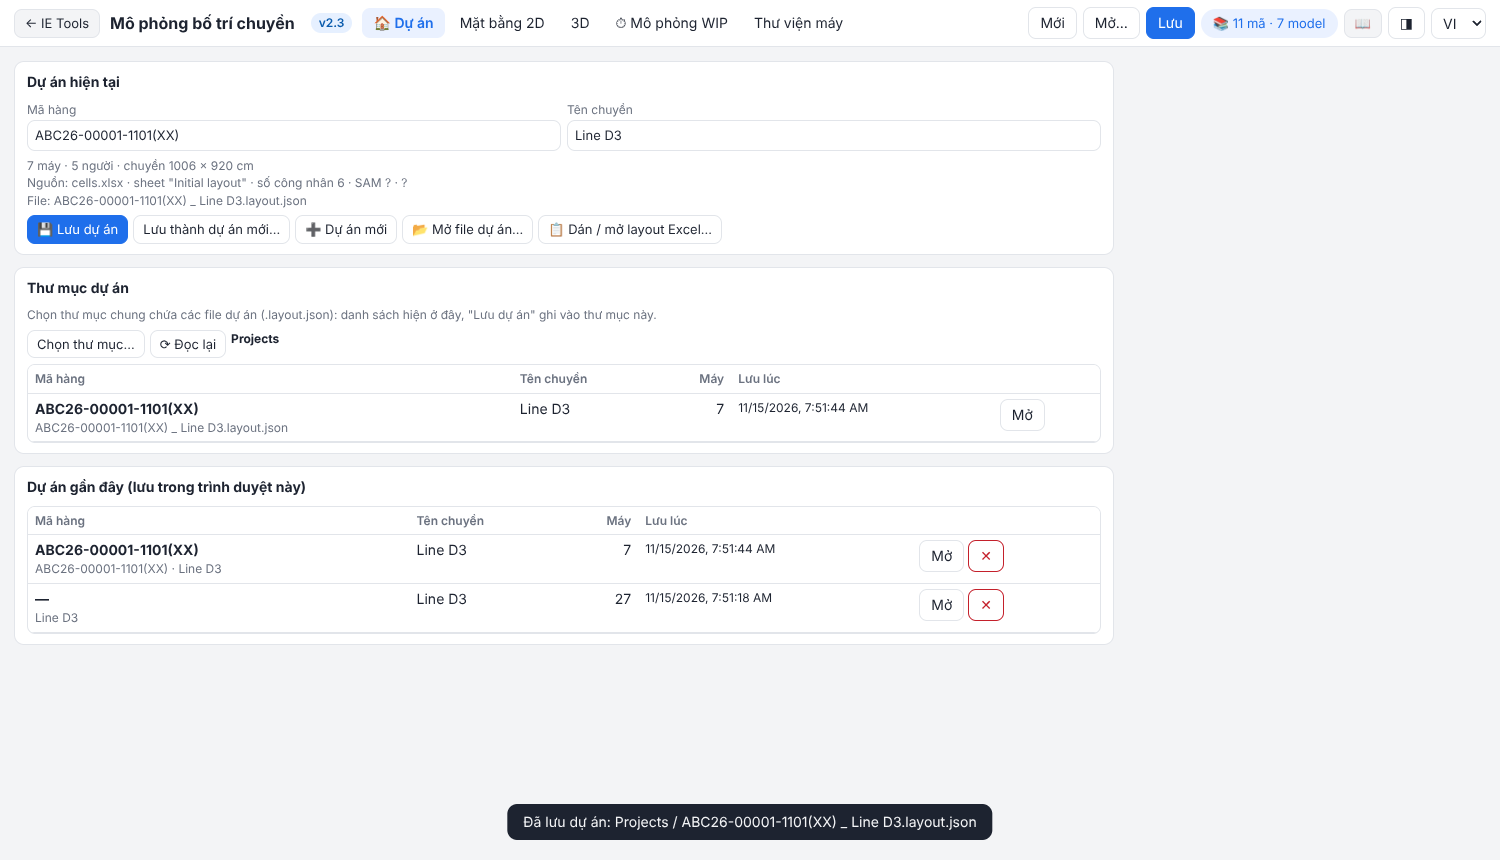 ← IE Tools
Mô phỏng bố trí chuyền
v2.3
🏠 Dự án
Mặt bằng 2D
3D
⏱ Mô phỏng WIP
Thư viện máy
Mới
Mở...
Lưu
📚 11 mã · 7 model
📖
VI
Dự án hiện tại
Mã hàng
Tên chuyền
ABC26-00001-1101(XX)
Line D3
7 máy · 5 người · chuyền 1006 × 920 cm
Nguồn: cells.xlsx · sheet "Initial layout" · số công nhân 6 · SAM ? · ?
File: ABC26-00001-1101(XX) _ Line D3.layout.json
💾 Lưu dự án
Lưu thành dự án mới...
➕ Dự án mới
📂 Mở file dự án...
📋 Dán / mở layout Excel...
Thư mục dự án
Chọn thư mục chung chứa các file dự án (.layout.json): danh sách hiện ở đây, "Lưu dự án" ghi vào thư mục này.
Chọn thư mục...
⟳ Đọc lại
Projects
Mã hàng
Tên chuyền
Máy
Lưu lúc
ABC26-00001-1101(XX)
Line D3
7
11/15/2026, 7:51:44 AM
Mở
ABC26-00001-1101(XX) _ Line D3.layout.json
Dự án gần đây (lưu trong trình duyệt này)
Mã hàng
Tên chuyền
Máy
Lưu lúc
ABC26-00001-1101(XX)
Line D3
7
11/15/2026, 7:51:44 AM
Mở
✕
ABC26-00001-1101(XX) · Line D3
—
Line D3
27
11/15/2026, 7:51:18 AM
Mở
✕
Line D3
Đã lưu dự án: Projects / ABC26-00001-1101(XX) _ Line D3.layout.json